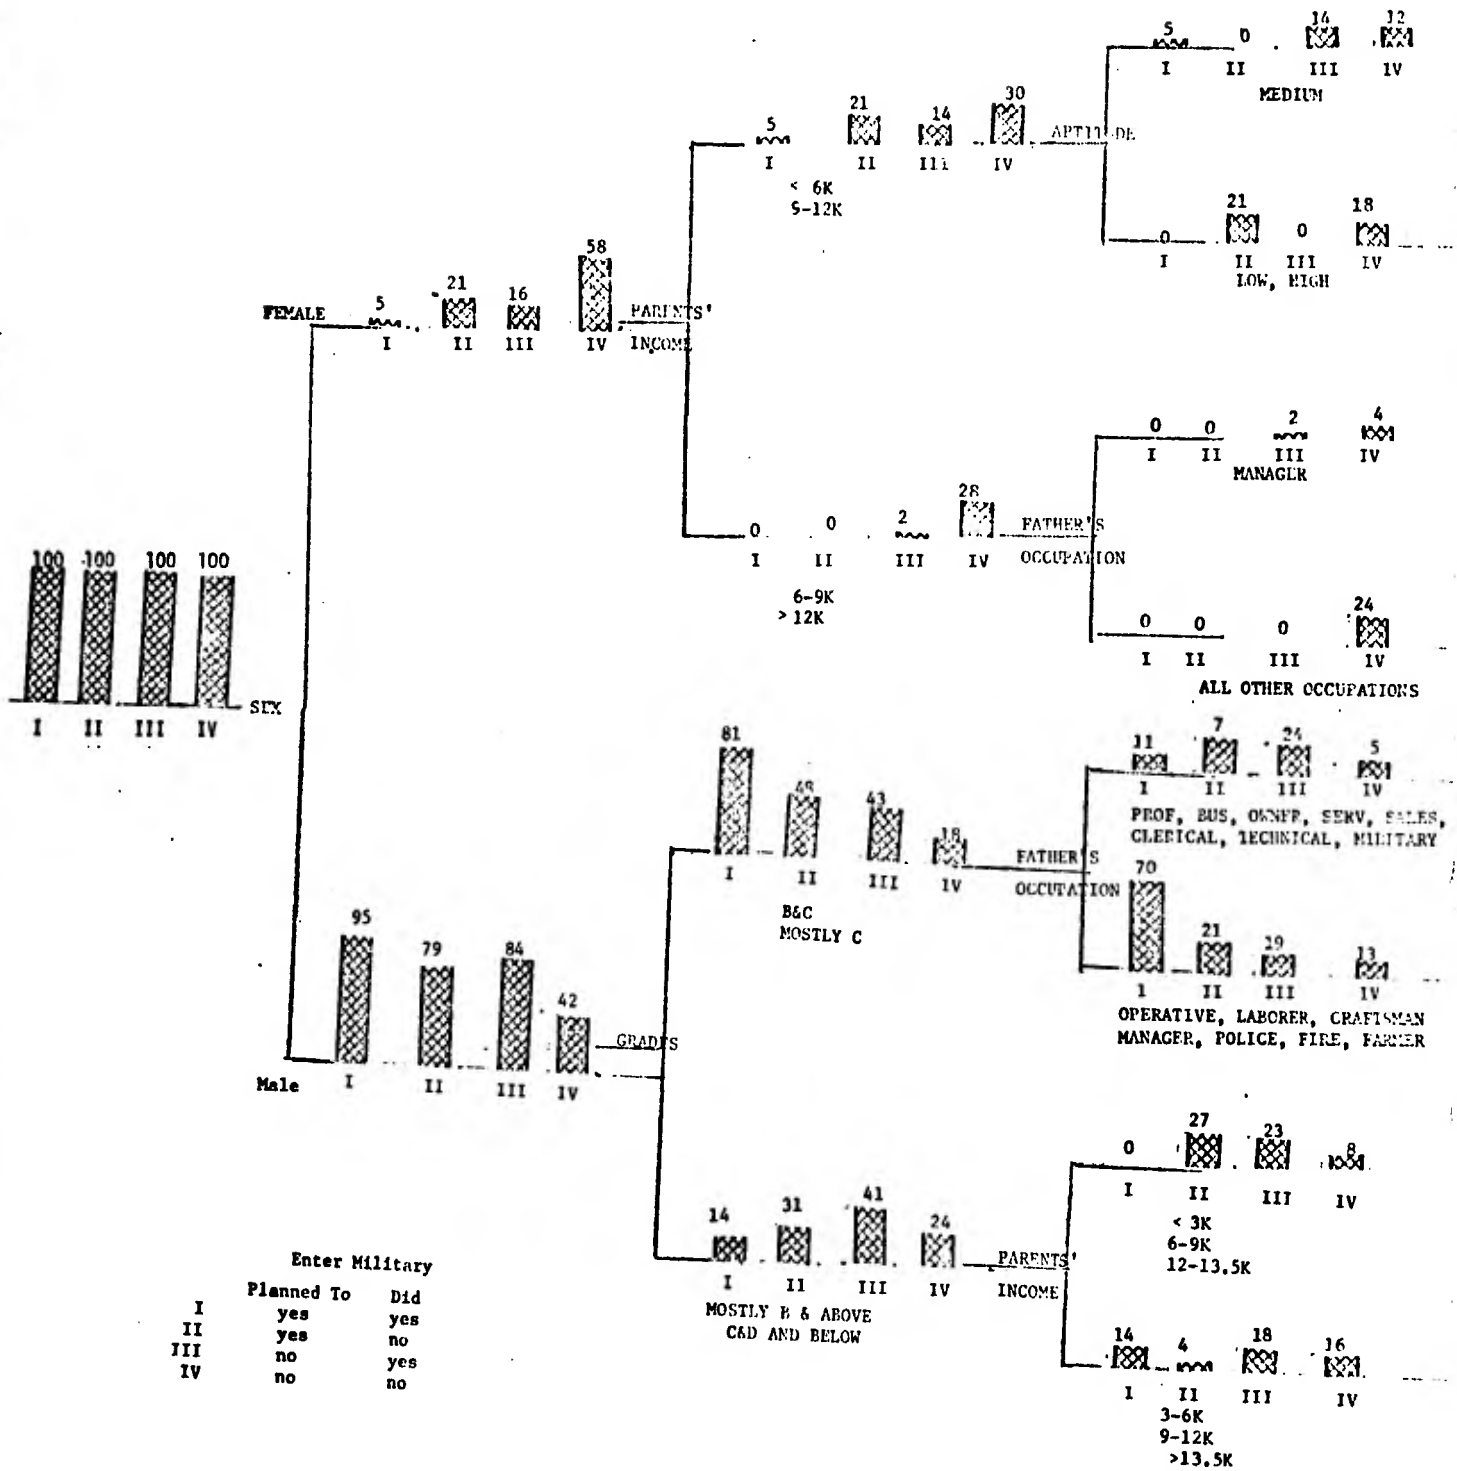 5 0 14 12
I II III IV
MEDIUM
5 21 14 30
I II III IV
< 6K
9-12K
APTITUDE
21 18
0 0
I II III IV
LOW, HIGH
58
5 21 16
FEMALE
I II III IV
PARENTS'
INCOME
0 0 2 4
I II III IV
MANAGER
0 0 2 28
I II III IV
6-9K
> 12K
FATHER'S
OCCUPATION
0 0 0 24
I II III IV
ALL OTHER OCCUPATIONS
100 100 100 100
I II III IV
SEX
81 43 18
I II III IV
B&C
MOSTLY C
FATHER'S
OCCUPATION
11 7 24 5
I II III IV
PROF, BUS, OWNER, SERV, SALES,
CLERICAL, TECHNICAL, MILITARY
70 21 13
I II III IV
OPERATIVE, LABORER, CRAFTSMAN
MANAGER, POLICE, FIRE, FARMER
95 79 84 42
Male
I II III IV
GRADES
14 31 41 24
I II III IV
MOSTLY B & ABOVE
C&D AND BELOW
PARENTS'
INCOME
0 27 23 8
I II III IV
< 3K
6-9K
12-13.5K
14 4 18 16
I II III IV
3-6K
9-12K
>13.5K
Enter Military
Planned To Did
I yes yes
II yes no
III no yes
IV no no